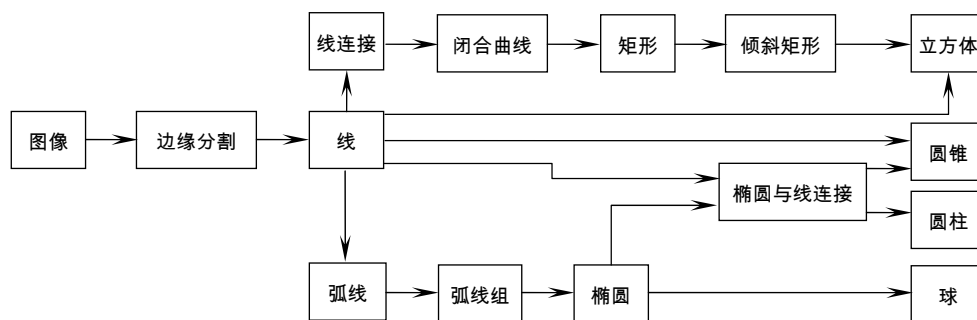 线连接
闭合曲线
矩形
倾斜矩形
立方体
图像
边缘分割
线
圆锥
椭圆与线连接
圆柱
弧线
弧线组
椭圆
球